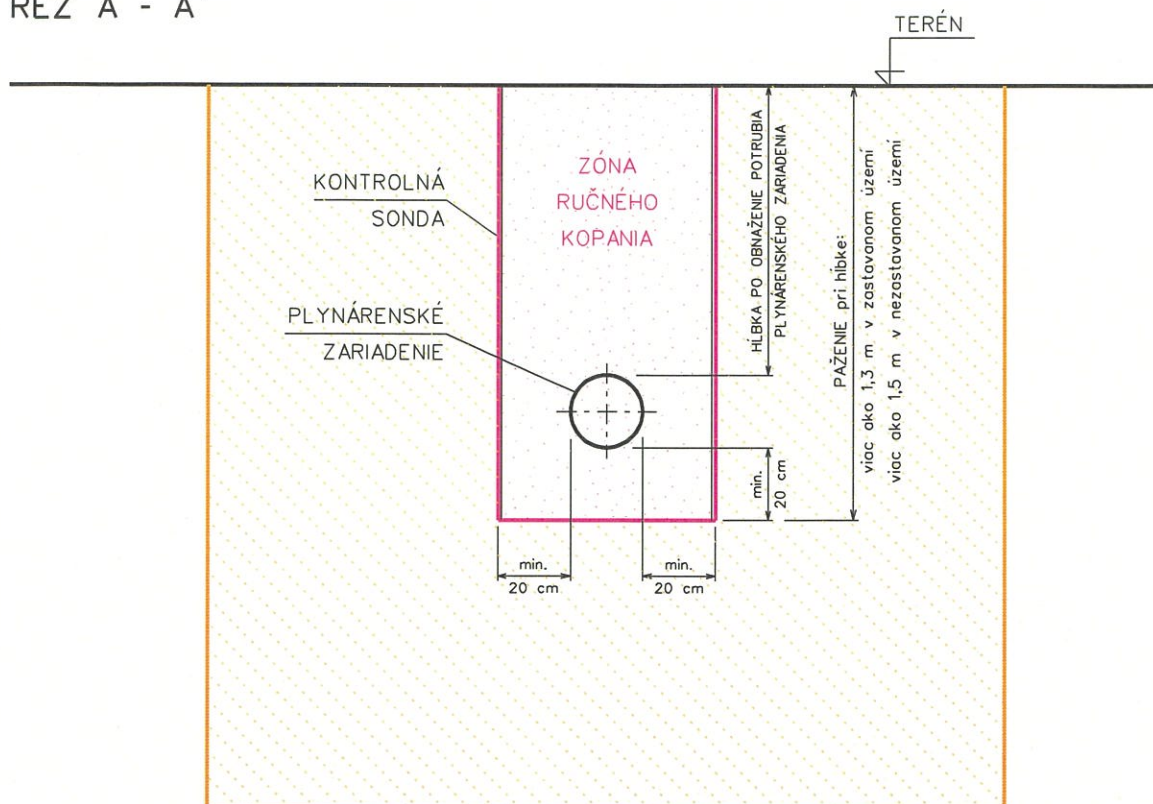 REZ A - A
TERÉN
KONTROLNÁ
SONDA
ZÓNA
RUČNÉHO
KOPANIA
PLYNÁRENSKÉ
ZARIADENIE
HĹBKA PO OBNAŽENIE POTRUBIA
PLYNÁRENSKÉHO ZARIADENIA
PAŽENIE pri hĺbke:
viac ako 1,3 m v zastavanom území
viac ako 1,5 m v nezastavanom území
min.
20 cm
min.
20 cm
min.
20 cm